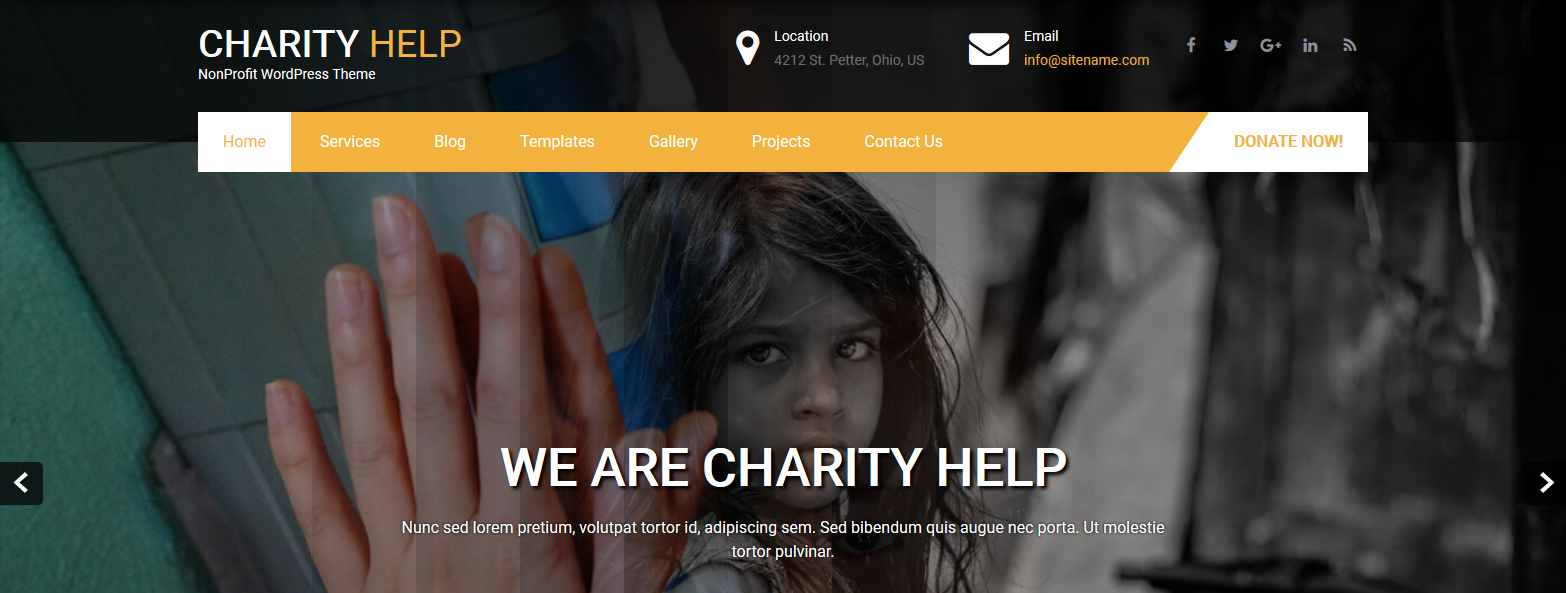 CHARITY HELP
NonProfit WordPress Theme
Location
4212 St. Petter, Ohio, US
Email
info@sitename.com
Home Services Blog Templates Gallery Projects Contact Us DONATE NOW!
WE ARE CHARITY HELP
Nunc sed lorem pretium, volutpat tortor id, adipiscing sem. Sed bibendum quis augue nec porta. Ut molestie
tortor pulvinar.